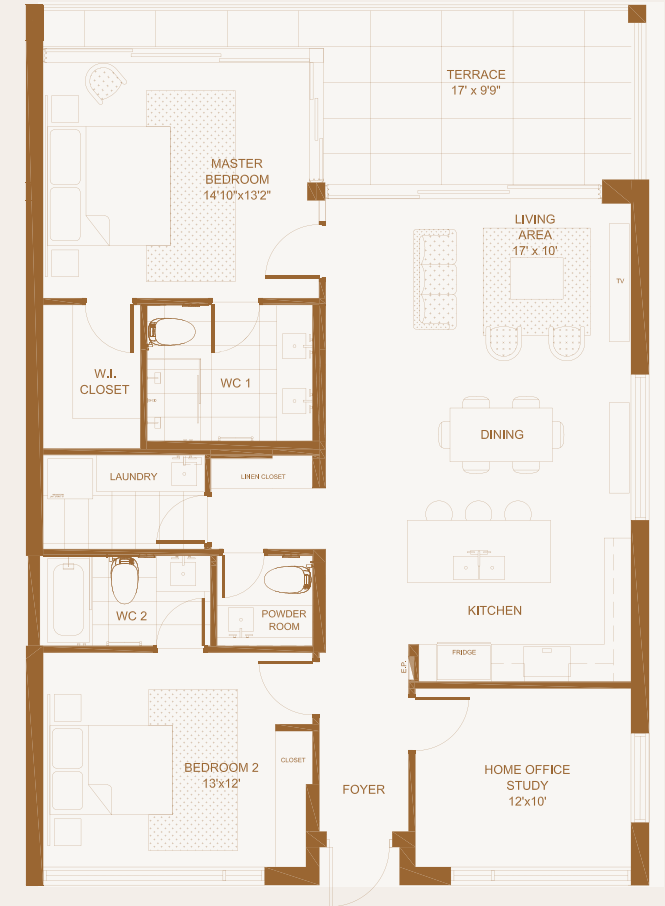 TERRACE
17' x 9'9"
MASTER
BEDROOM
14'10"x13'2"
LIVING
AREA
17' x 10'
TV
W.I.
CLOSET
WC 1
DINING
LAUNDRY
LINEN CLOSET
WC 2
POWDER
ROOM
KITCHEN
FRIDGE
E.P.
BEDROOM 2
13'x12'
CLOSET
FOYER
HOME OFFICE
STUDY
12'x10'